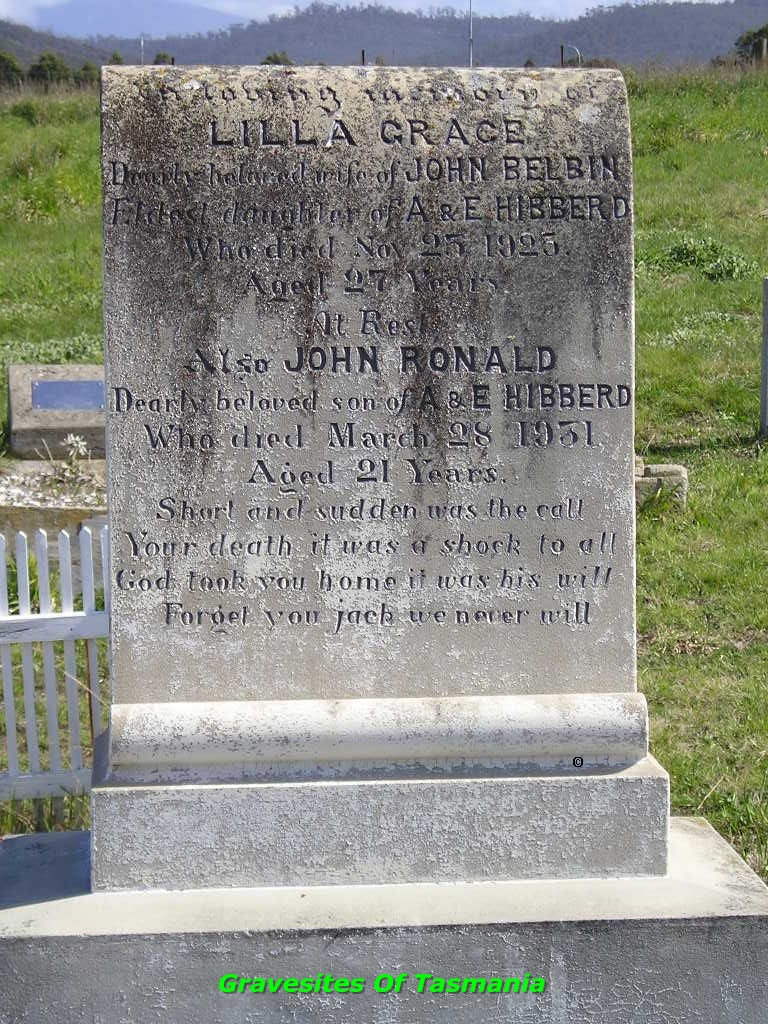 In loving memory of
LILLA GRACE
Dearly beloved wife of JOHN BELBIN
Eldest daughter of A & E HIBBERD
Who died Nov 25 1925.
Aged 27 Years.
At Rest
Also JOHN RONALD
Dearly beloved son of A & E HIBBERD
Who died March 28 1931
Aged 21 Years.
Short and sudden was the call
Your death it was a shock to all
God took you home it was his will
Forget you jack we never will
©
Gravesites Of Tasmania